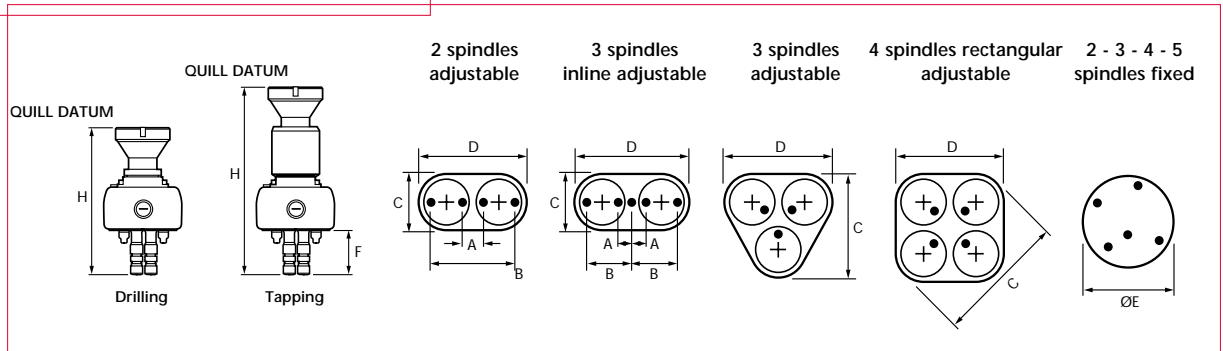 2 spindles
adjustable
3 spindles
inline adjustable
3 spindles
adjustable
4 spindles rectangular
adjustable
2 - 3 - 4 - 5
spindles fixed
QUILL DATUM
QUILL DATUM
H
H
F
Drilling
Tapping
D
C
A
B
D
C
A
A
B
B
D
C
D
C
ØE